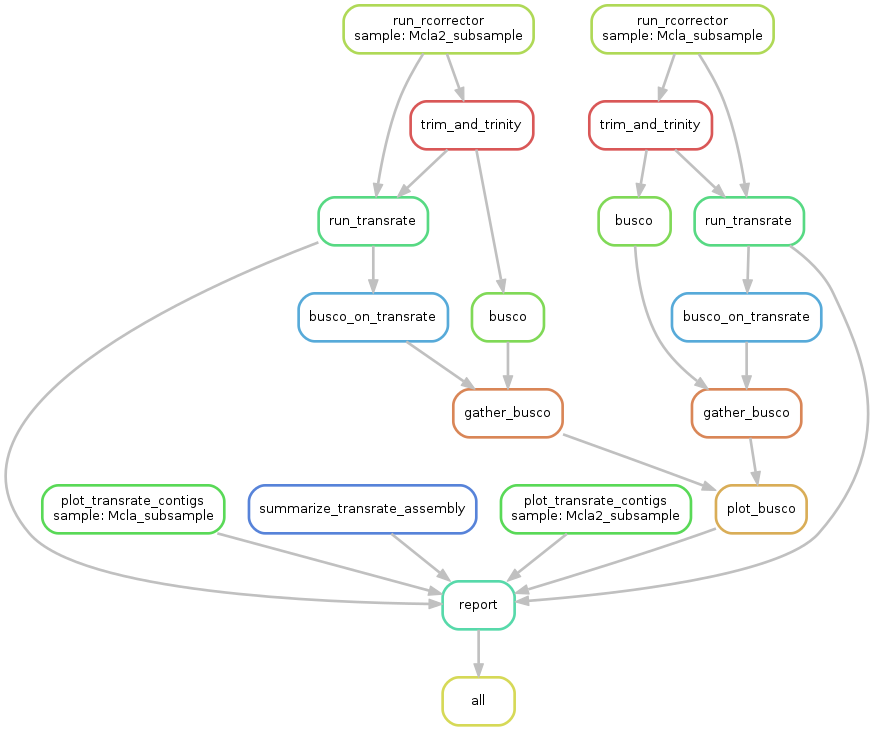 run_rcorrector
sample: Mcla2_subsample
run_rcorrector
sample: Mcla_subsample
trim_and_trinity
trim_and_trinity
run_transrate
busco
run_transrate
busco_on_transrate
busco
busco_on_transrate
gather_busco
gather_busco
plot_transrate_contigs
sample: Mcla_subsample
summarize_transrate_assembly
plot_transrate_contigs
sample: Mcla2_subsample
plot_busco
report
all